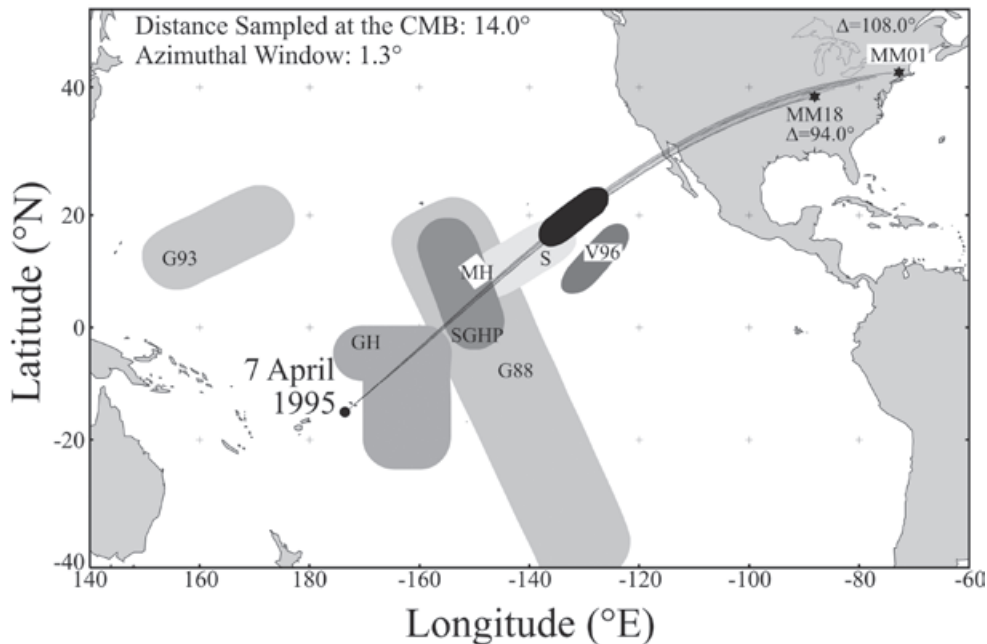 Distance Sampled at the CMB: 14.0°
Azimuthal Window: 1.3°
Δ=108.0°
MM01
MM18
Δ=94.0°
G93
MH
S
V96
GH
SGHP
G88
7 April
1995
40
20
0
-20
-40
Latitude (°N)
140
160
180
-160
-140
-120
-100
-80
-60
Longitude (°E)